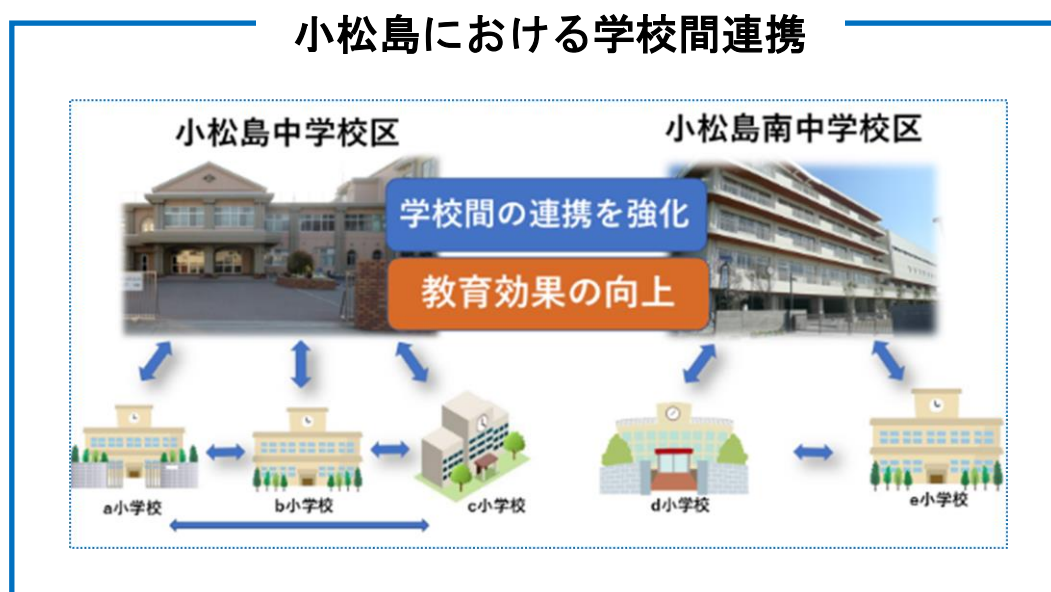 小松島における学校間連携
小松島中学校区
小松島南中学校区
学校間の連携を強化
教育効果の向上
a小学校
b小学校
c小学校
d小学校
e小学校